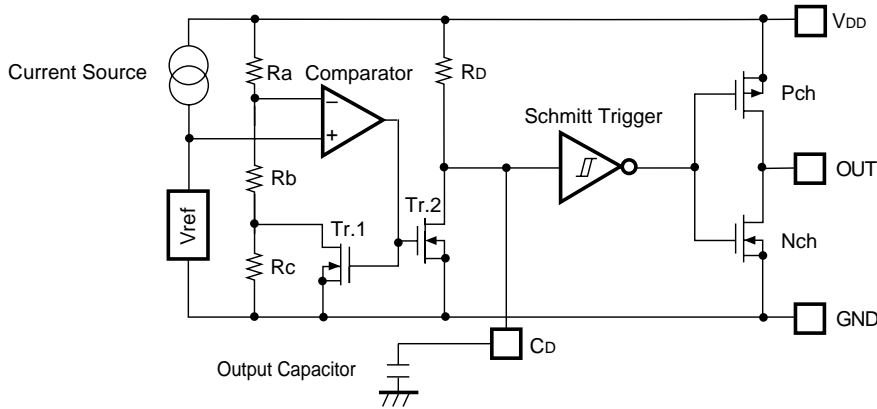 VDD
Current Source
Ra
Comparator
RD
−
+
Schmitt Trigger
Pch
Rb
OUT
Vref
Tr.1
Tr.2
Nch
Rc
GND
CD
Output Capacitor